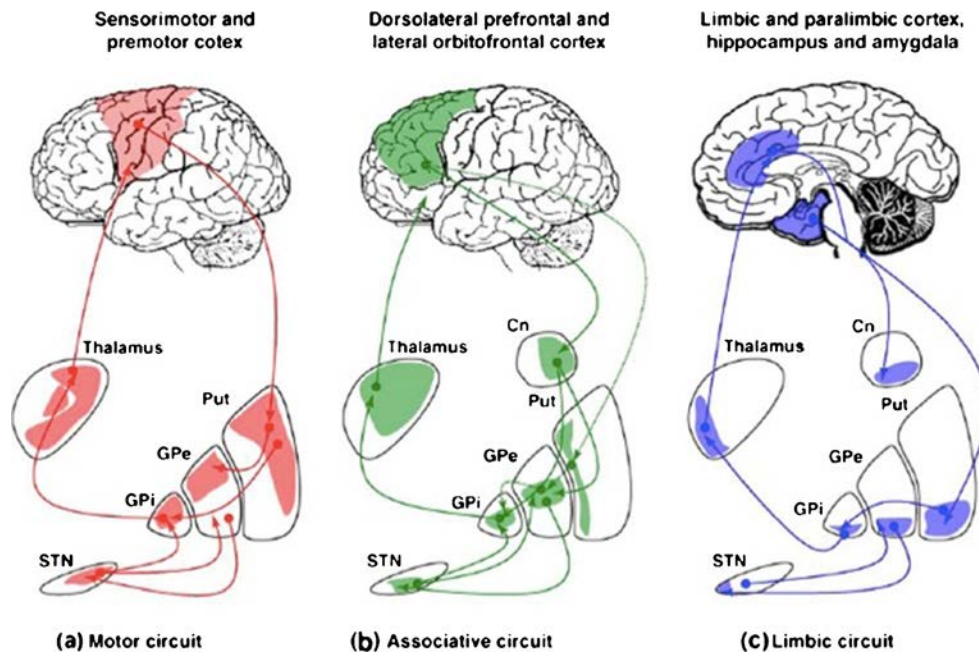 Sensorimotor and
premotor cotex
Dorsolateral prefrontal and
lateral orbitofrontal cortex
Limbic and paralimbic cortex,
hippocampus and amygdala
Thalamus
Put
GPe
GPi
STN
Cn
Thalamus
Put
GPe
GPi
STN
Cn
Thalamus
Put
GPe
GPi
STN
(a) Motor circuit
(b) Associative circuit
(c) Limbic circuit